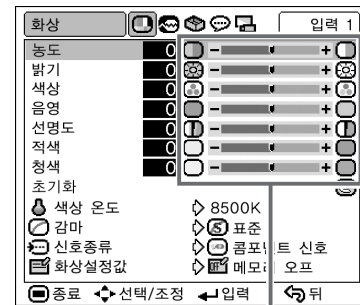 화상 입력 1
농도 0 - +
밝기 0 - +
색상 0 - +
음영 0 - +
선명도 0 - +
적색 0 - +
청색 0 - +
초기화
색상 온도 8500K
감마 S 표준
신호종류 콤포넌트 신호
화상설정값 메모리 오프
종료 선택/조정 입력 뒤